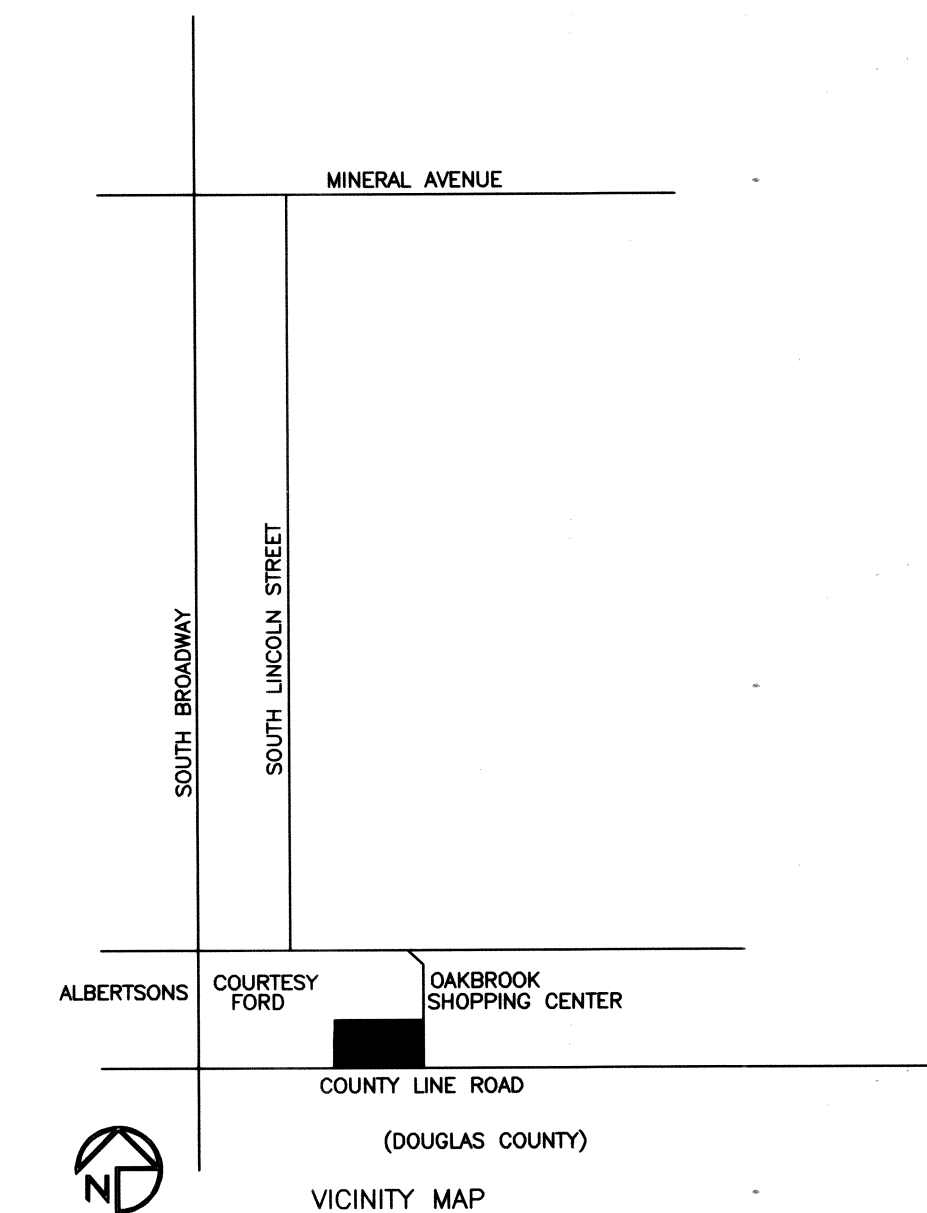 MINERAL AVENUE
SOUTH BROADWAY
SOUTH LINCOLN STREET
ALBERTSONS
COURTESY
FORD
OAKBROOK
SHOPPING CENTER
COUNTY LINE ROAD
(DOUGLAS COUNTY)
N
VICINITY MAP